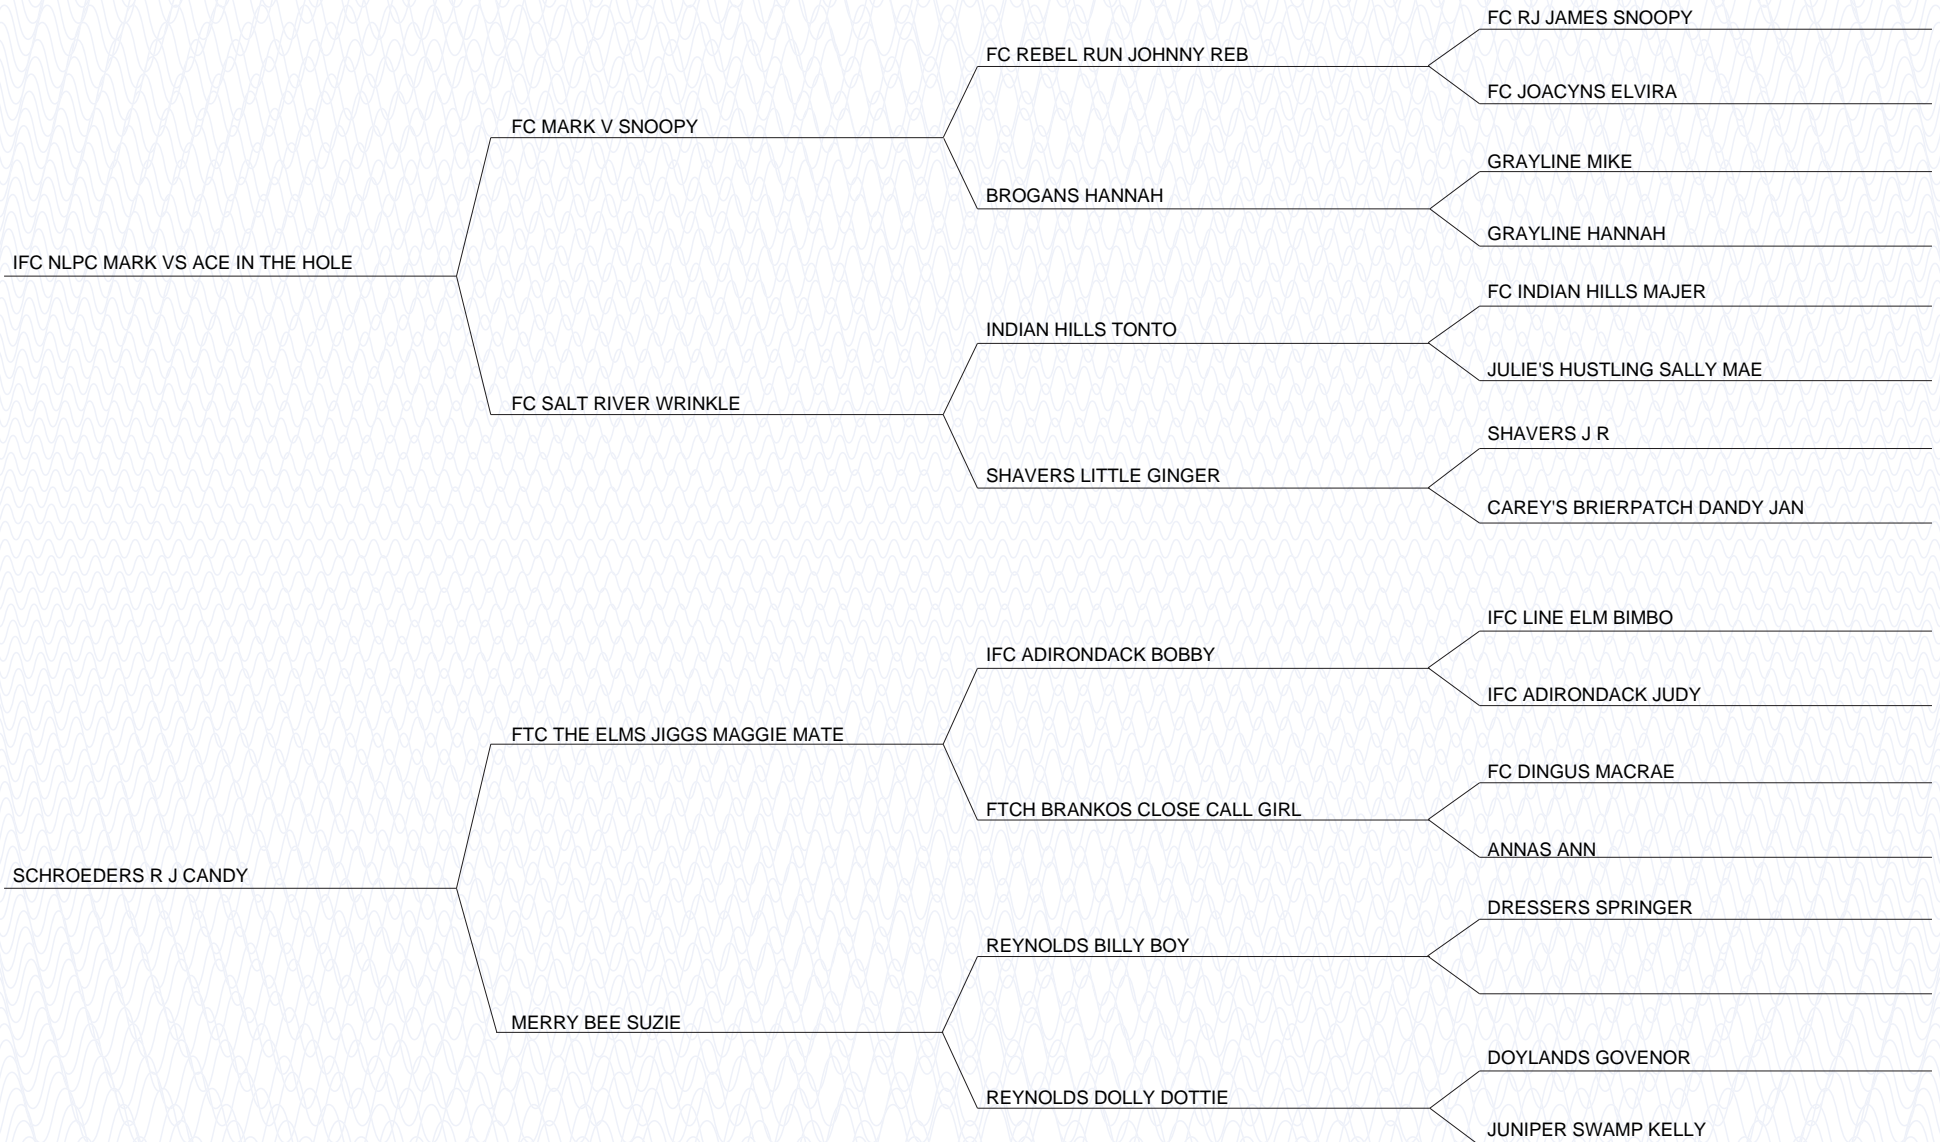 FC RJ JAMES SNOOPY
FC REBEL RUN JOHNNY REB
FC JOACYNS ELVIRA
FC MARK V SNOOPY
GRAYLINE MIKE
BROGANS HANNAH
GRAYLINE HANNAH
IFC NLPC MARK VS ACE IN THE HOLE
FC INDIAN HILLS MAJER
INDIAN HILLS TONTO
JULIE'S HUSTLING SALLY MAE
FC SALT RIVER WRINKLE
SHAVERS J R
SHAVERS LITTLE GINGER
CAREY'S BRIERPATCH DANDY JAN
IFC LINE ELM BIMBO
IFC ADIRONDACK BOBBY
IFC ADIRONDACK JUDY
FTC THE ELMS JIGGS MAGGIE MATE
FC DINGUS MACRAE
FTCH BRANKOS CLOSE CALL GIRL
ANNAS ANN
SCHROEDERS R J CANDY
DRESSERS SPRINGER
REYNOLDS BILLY BOY
MERRY BEE SUZIE
DOYLANDS GOVENOR
REYNOLDS DOLLY DOTTIE
JUNIPER SWAMP KELLY